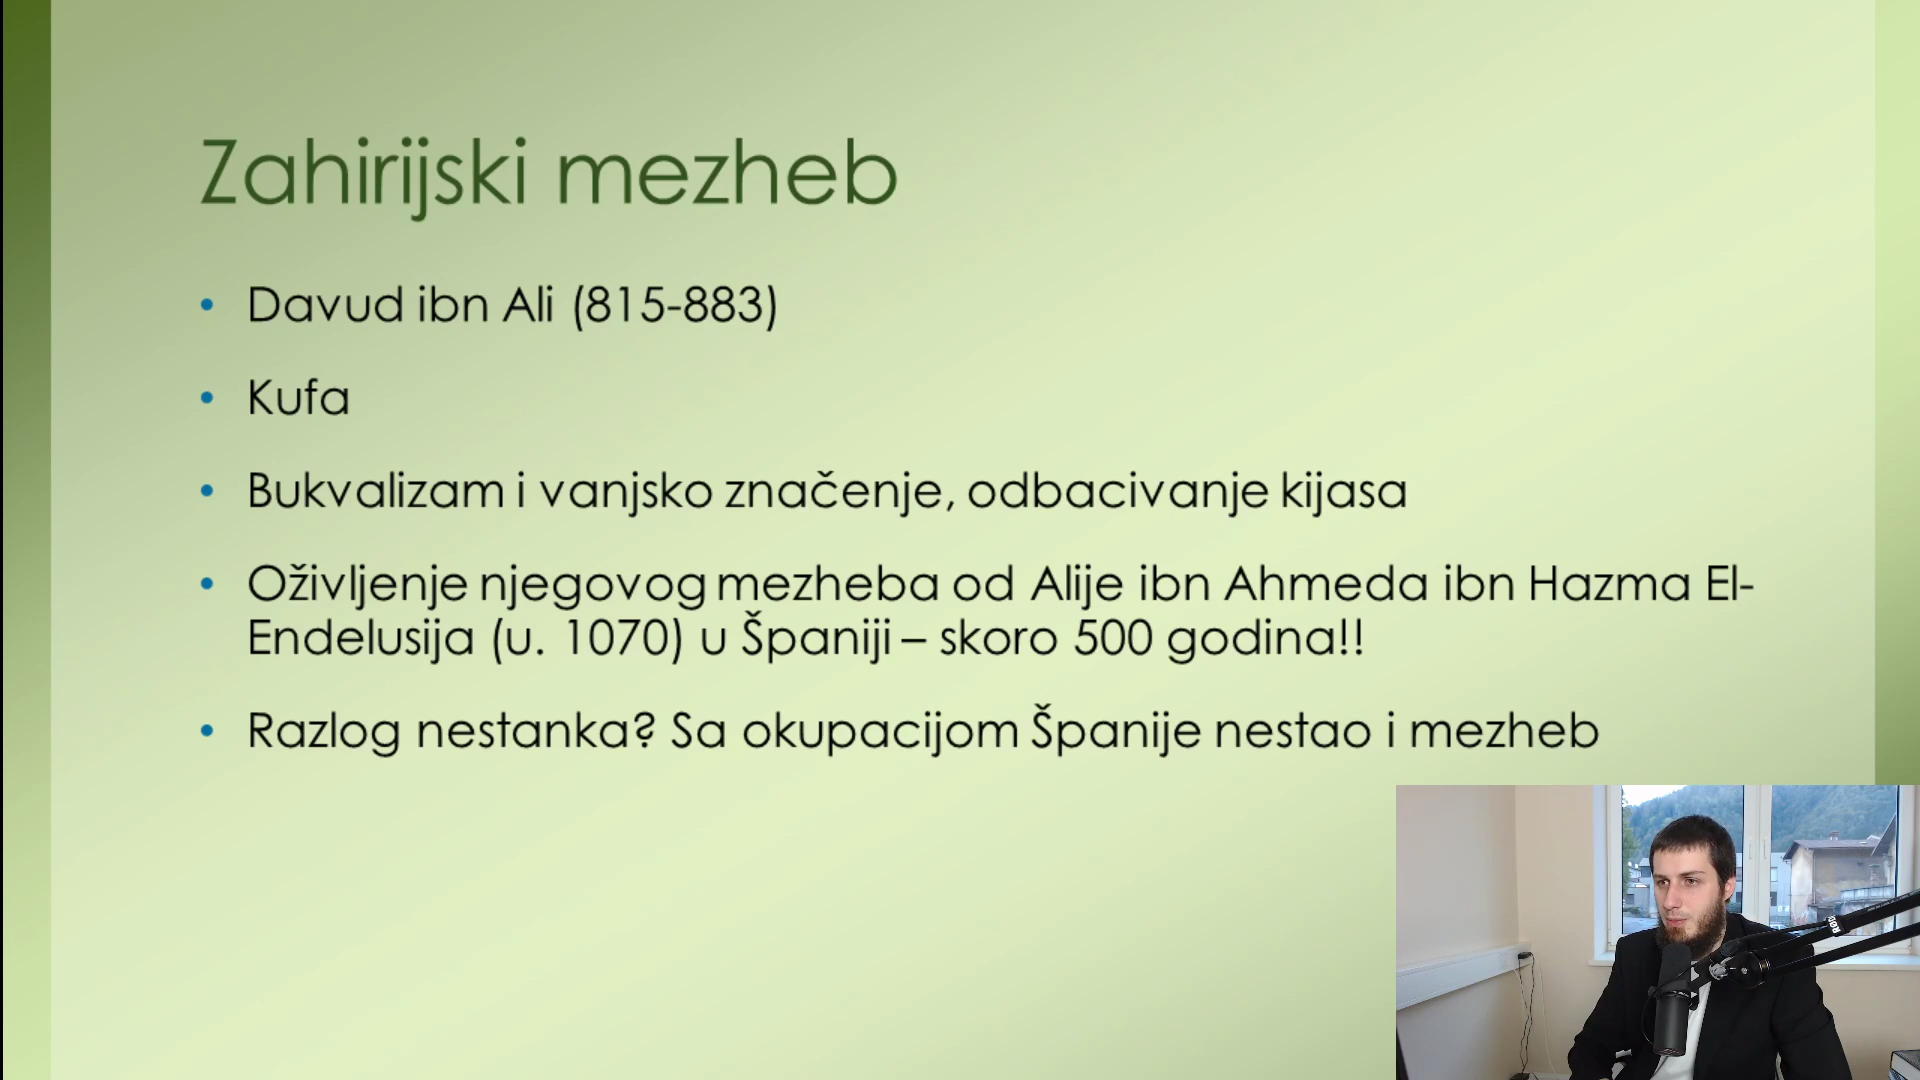 Zahirijski mezheb
• Davud ibn Ali (815-883)
• Kufa
• Bukvalizam i vanjsko značenje, odbacivanje kijasa
• Oživljenje njegovog mezheba od Alije ibn Ahmeda ibn Hazma El-
Endelusija (u. 1070) u Španiji – skoro 500 godina!!
• Razlog nestanka? Sa okupacijom Španije nestao i mezheb